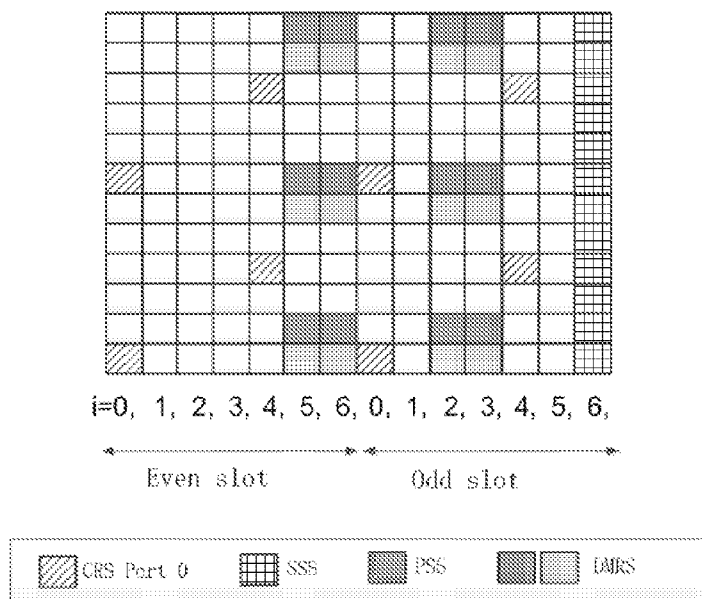 i=0, 1, 2, 3, 4, 5, 6, 0, 1, 2, 3, 4, 5, 6,
Even slot Odd slot
CRS Port 0 SSS PSS DMRS